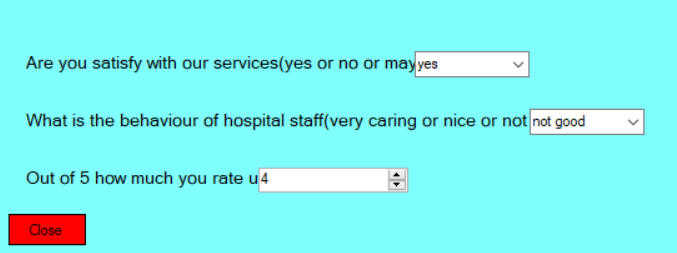 Are you satisfy with our services(yes or no or may yes
What is the behaviour of hospital staff(very caring or nice or not not good
Out of 5 how much you rate u 4
Close